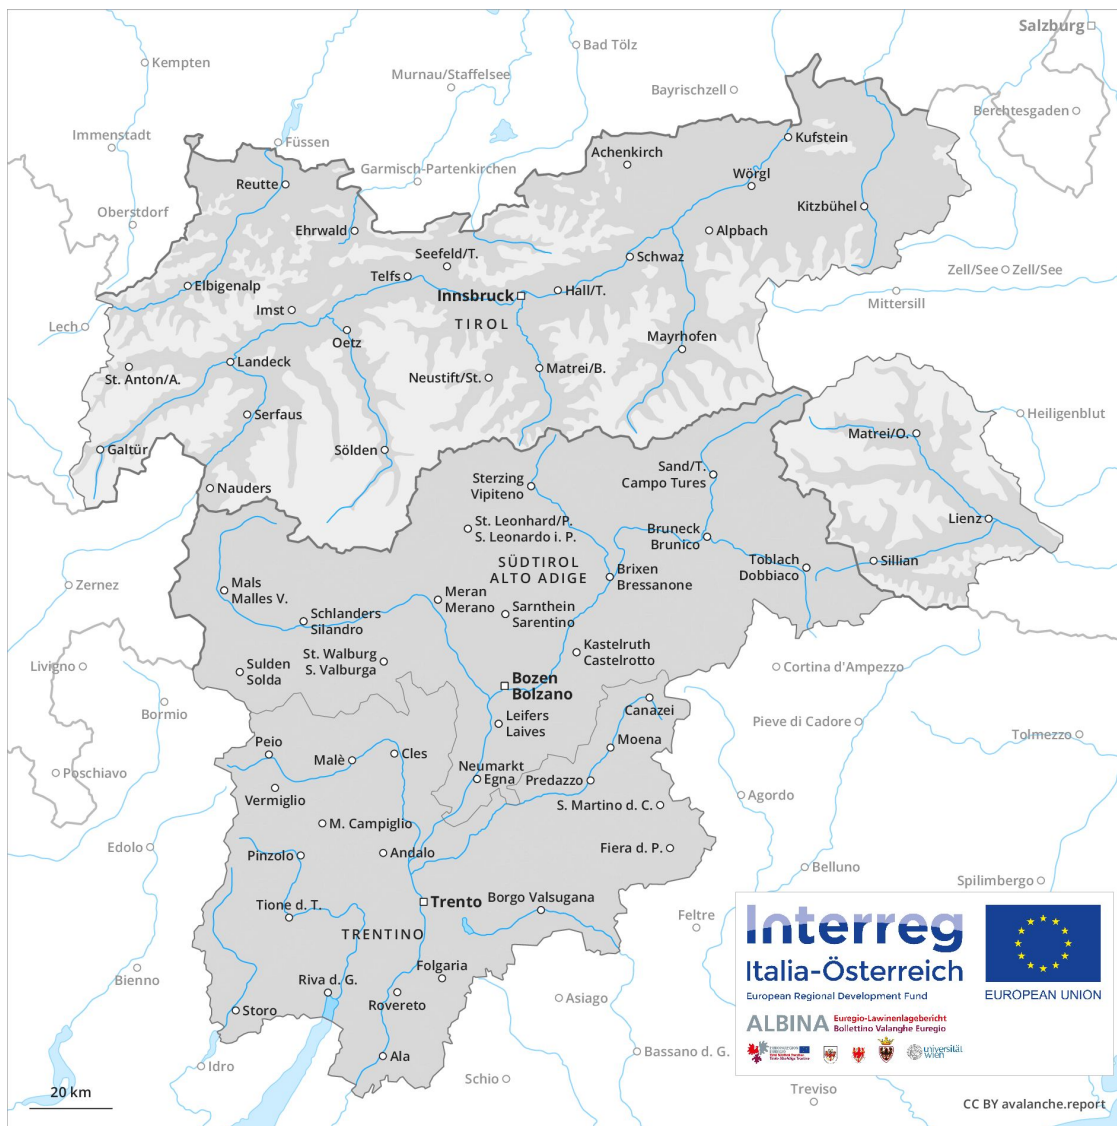 Salzburg
Bad Tölz
Kempten
Murnau/Staffelsee
Bayrischzell
Berchtesgaden
Immenstadt
Füssen
Kufstein
Achenkirch
Garmisch-Partenkirchen
Wörgl
Reutte
Oberstdorf
Kitzbühel
Ehrwald
Alpbach
Seefeld/T.
Schwaz
Telfs
Zell/See
Zell/See
Elbigenalp
Innsbruck
Hall/T.
Mittersill
Imst
TIROL
Lech
Oetz
Mayrhofen
Landeck
Matrei/B.
St. Anton/A.
Neustift/St.
Serfaus
Heiligenblut
Matrei/O.
Galtür
Sölden
Sand/T.
Campo Tures
Sterzing
Vipiteno
Nauders
Lienz
St. Leonhard/P.
S. Leonardo i. P.
Bruneck
Brunico
SÜDTIROL
ALTO ADIGE
Toblach
Dobbiaco
Sillian
Brixen
Bressanone
Zernez
Mals
Malles V.
Meran
Merano
Sarnthein
Sarentino
Schlanders
Silandro
Kastelruth
Castelrotto
St. Walburg
S. Valburga
Livigno
Sulden
Solda
Cortina d'Ampezzo
Bozen
Bolzano
Canazei
Bormio
Leifers
Laives
Pieve di Cadore
Tolmezzo
Moena
Peio
Malè
Cles
Poschiavo
Neumarkt
Egna
Predazzo
Vermiglio
Agordo
S. Martino d. C.
M. Campiglio
Edolo
Fiera d. P.
Pinzolo
Andalo
Belluno
Spilimbergo
Tione d. T.
Trento
Borgo Valsugana
Feltre
TRENTINO
Interreg
Italia-Österreich
European Regional Development Fund
EUROPEAN UNION
Folgaria
Bienno
Riva d. G.
Rovereto
Asiago
Storo
ALBINA
Euregio-Lawinenlagebericht
Bollettino Valanghe Euregio
universität
wien
Ala
Bassano d. G.
Idro
Schio
Treviso
20 km
CC BY avalanche.report